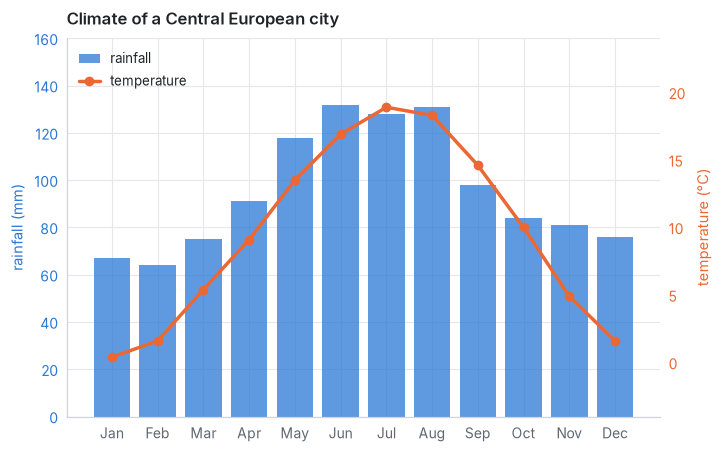 Climate of a Central European city
rainfall
temperature
rainfall (mm)
160
140
120
100
80
60
40
20
0
temperature (°C)
20
15
10
5
0
Jan Feb Mar Apr May Jun Jul Aug Sep Oct Nov Dec